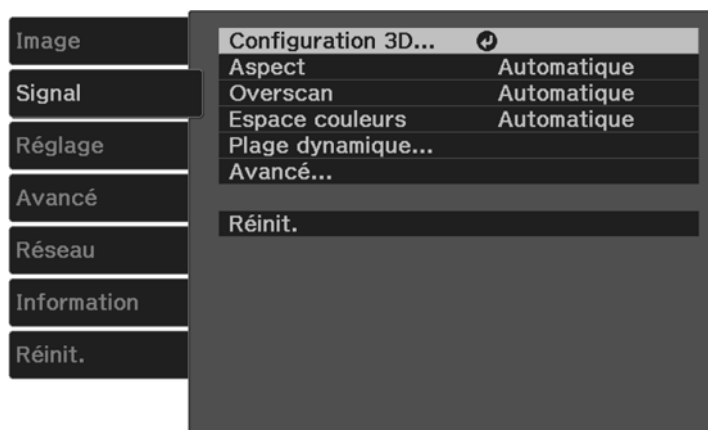 Image
Signal
Réglage
Avancé
Réseau
Information
Réinit.
Configuration 3D...
Aspect Automatique
Overscan Automatique
Espace couleurs Automatique
Plage dynamique...
Avancé...
Réinit.